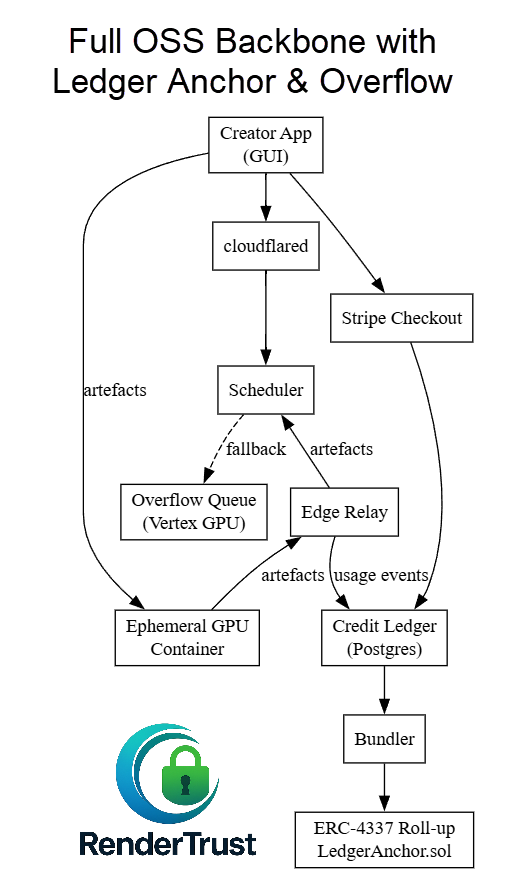 Full OSS Backbone with
Ledger Anchor & Overflow
Creator App
(GUI)
cloudflared
Stripe Checkout
artefacts
Scheduler
fallback
artefacts
Overflow Queue
(Vertex GPU)
Edge Relay
artefacts
usage events
Ephemeral GPU
Container
Credit Ledger
(Postgres)
Bundler
ERC-4337 Roll-up
LedgerAnchor.sol
RenderTrust